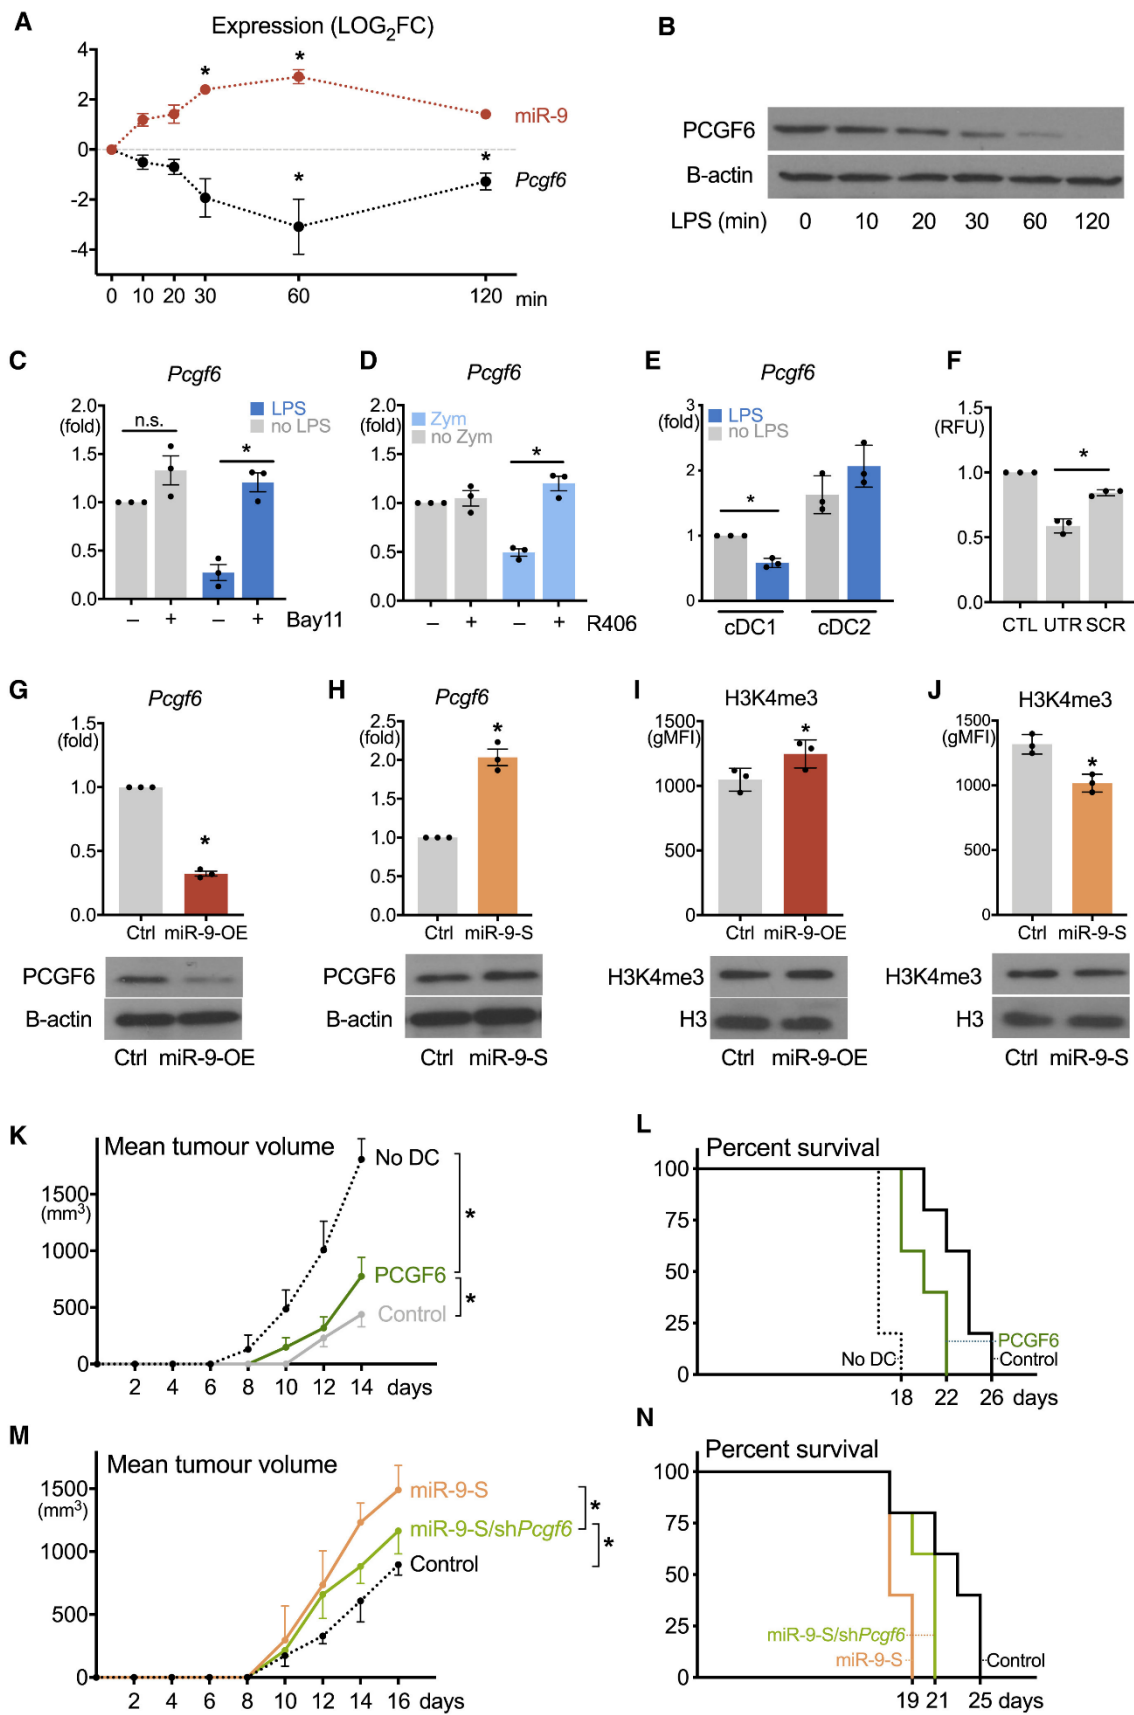 A
Expression (LOG2FC)
4
2
0
-2
-4
*
*
*
*
miR-9
Pcgf6
0 10 20 30 60 120 min
B
PCGF6
B-actin
LPS (min) 0 10 20 30 60 120
C
Pcgf6
2.0
(fold)
1.5
1.0
0.5
0.0
n.s.
LPS
no LPS
*
– + – + Bay11
D
Pcgf6
2.0
(fold)
1.5
1.0
0.5
0.0
Zym
no Zym
*
– + – + R406
E
Pcgf6
3
(fold)
2
1
0
LPS
no LPS
*
cDC1 cDC2
F
1.5
(RFU)
1.0
0.5
0.0
*
CTL UTR SCR
G
Pcgf6
1.5
(fold)
1.0
0.5
0.0
*
Ctrl miR-9-OE
PCGF6
B-actin
Ctrl miR-9-OE
H
Pcgf6
2.5
(fold)
2.0
1.5
1.0
0.5
0.0
*
Ctrl miR-9-S
PCGF6
B-actin
Ctrl miR-9-S
I
H3K4me3
1500
(gMFI)
1000
500
0
*
Ctrl miR-9-OE
H3K4me3
H3
Ctrl miR-9-OE
J
H3K4me3
1500
(gMFI)
1000
500
0
*
Ctrl miR-9-S
H3K4me3
H3
Ctrl miR-9-S
K
Mean tumour volume
1500
(mm3)
1000
500
0
No DC
PCGF6
Control
*
*
2 4 6 8 10 12 14 days
L
Percent survival
100
75
50
25
0
No DC
PCGF6
Control
18 22 26 days
M
Mean tumour volume
1500
(mm3)
1000
500
0
miR-9-S
miR-9-S/shPcgf6
Control
*
*
2 4 6 8 10 12 14 16 days
N
Percent survival
100
75
50
25
0
miR-9-S/shPcgf6
miR-9-S
Control
19 21 25 days